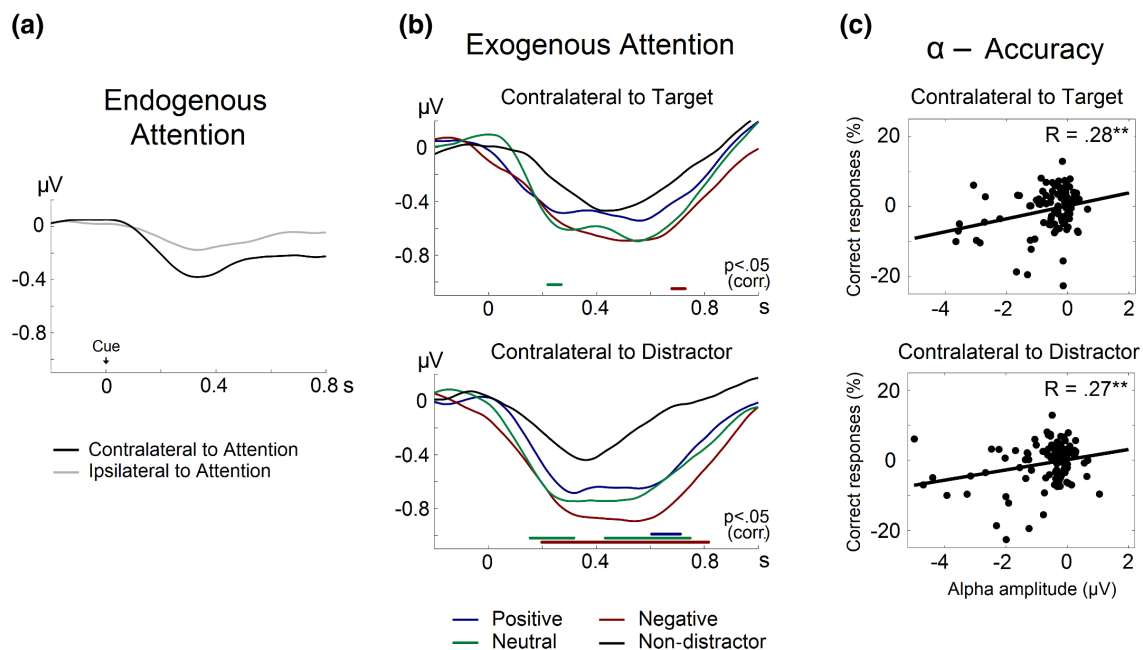 (a)
Endogenous
Attention
µV
0
-0.4
-0.8
Cue
0
0.4
0.8 s
Contralateral to Attention
Ipsilateral to Attention
(b)
Exogenous Attention
Contralateral to Target
µV
0
-0.4
-0.8
p<.05
(corr.)
0
0.4
0.8
s
Contralateral to Distractor
µV
0
-0.4
-0.8
p<.05
(corr.)
0
0.4
0.8
s
Positive
Negative
Neutral
Non-distractor
(c)
α – Accuracy
Contralateral to Target
R = .28**
Correct responses (%)
20
0
-20
-4 -2 0 2
Contralateral to Distractor
R = .27**
Correct responses (%)
20
0
-20
-4 -2 0 2
Alpha amplitude (µV)